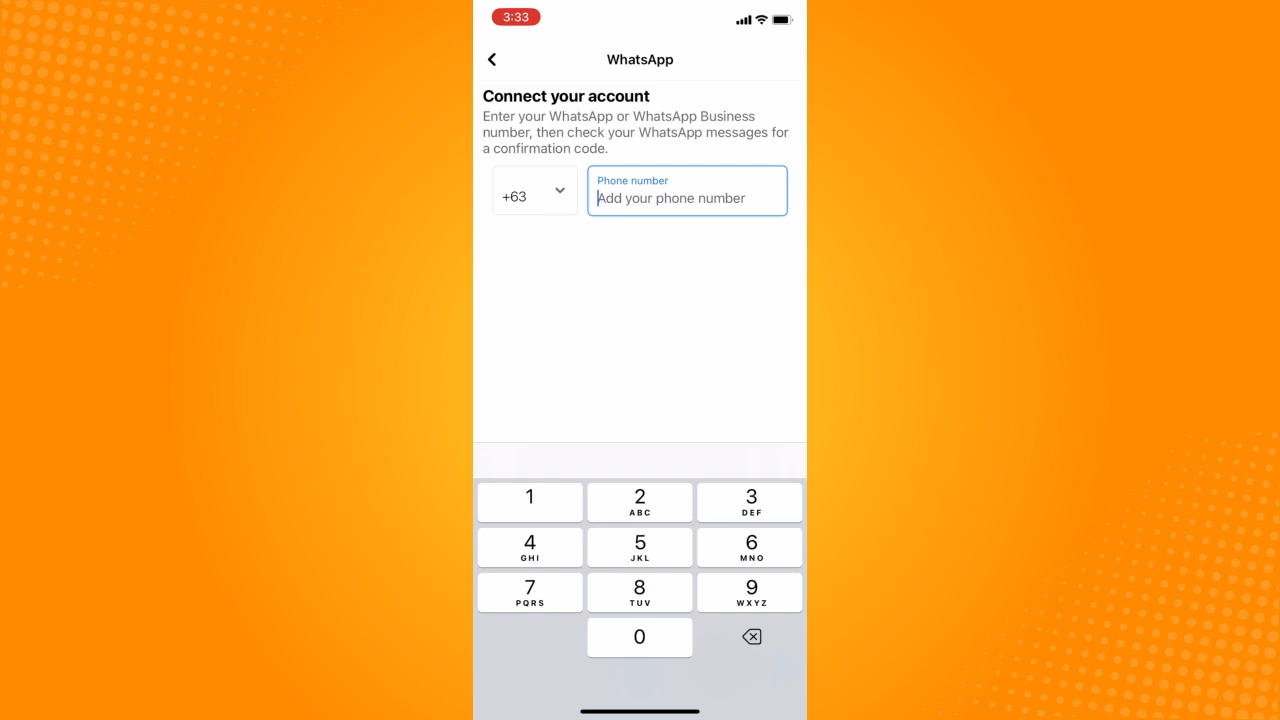 3:33
WhatsApp
Connect your account
Enter your WhatsApp or WhatsApp Business
number, then check your WhatsApp messages for
a confirmation code.
Phone number
+63
Add your phone number
1 2 3
ABC DEF
4 5 6
GHI JKL MNO
7 8 9
PQRS TUV WXYZ
0